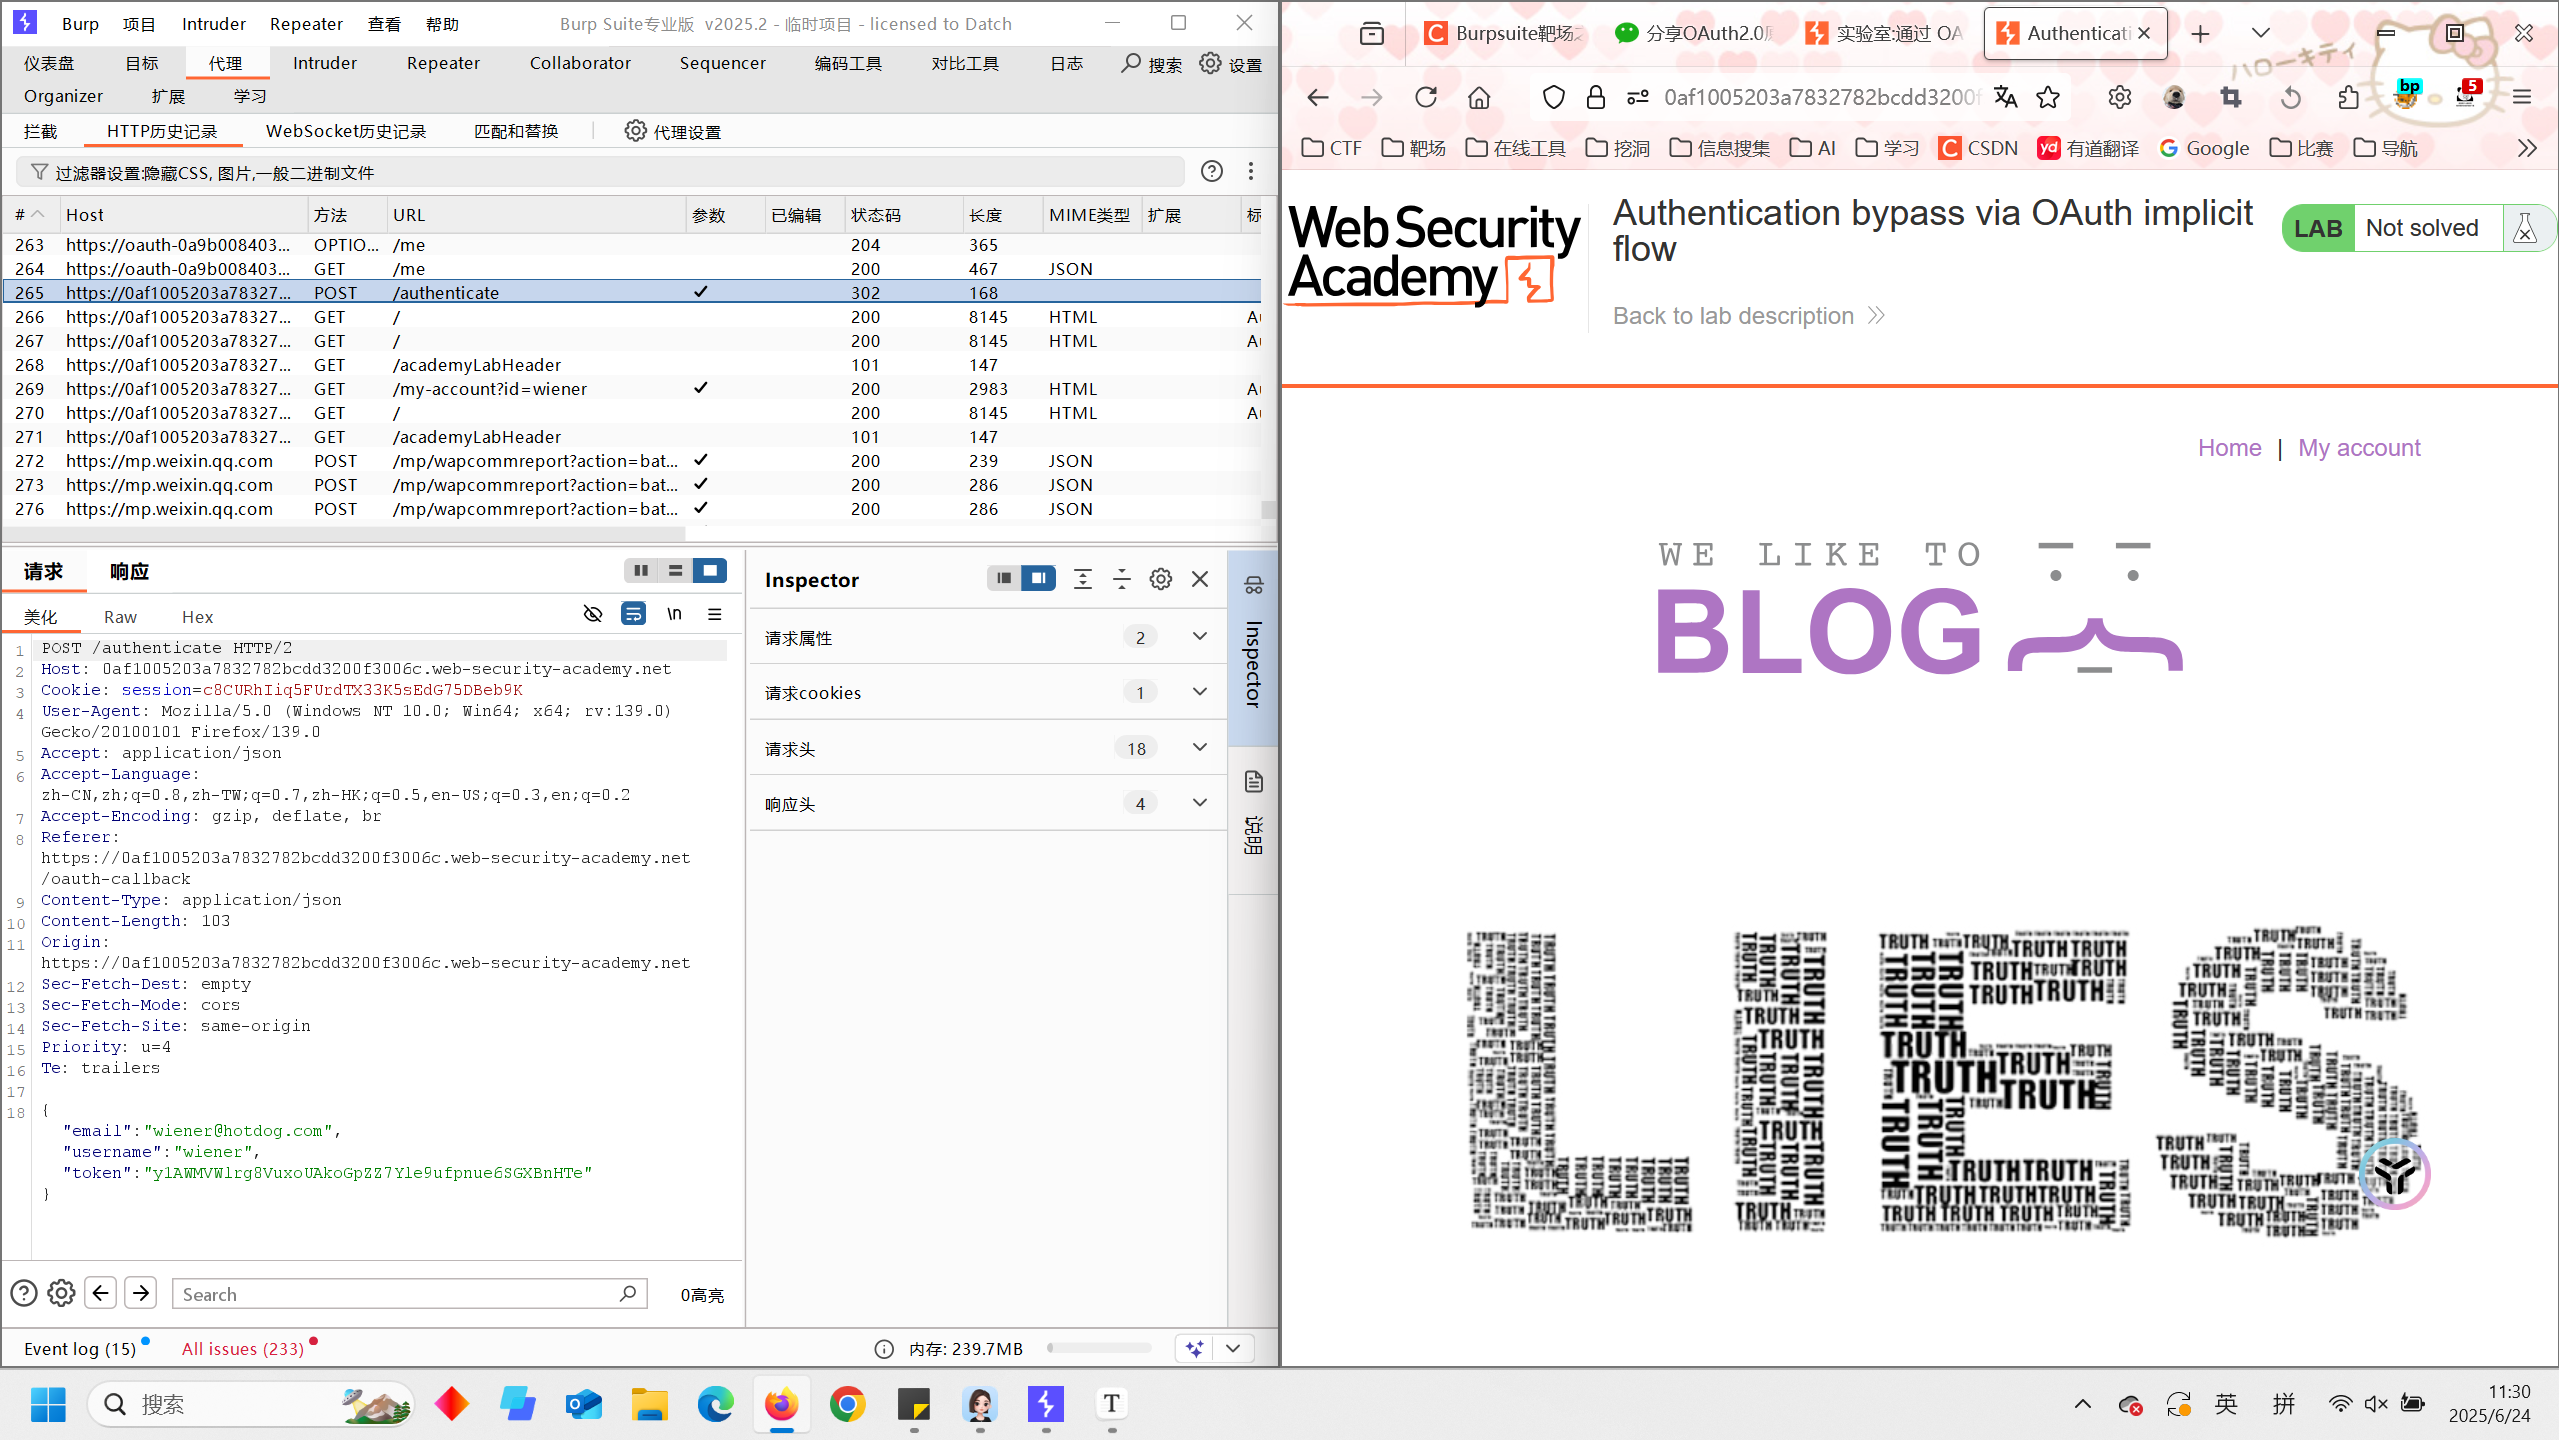 Burp 项目 Intruder Repeater 查看 帮助 Burp Suite专业版 v2025.2 - 临时项目 - licensed to Datch
仪表盘 目标 代理 Intruder Repeater Collaborator Sequencer 编码工具 对比工具 日志 搜索 设置
Organizer 扩展 学习
拦截 HTTP历史记录 WebSocket历史记录 匹配和替换 代理设置
过滤器设置:隐藏CSS, 图片,一般二进制文件
# Host 方法 URL 参数 已编辑 状态码 长度 MIME类型 扩展 标
263 https://oauth-0a9b008403... OPTIO... /me 204 365
264 https://oauth-0a9b008403... GET /me 200 467 JSON
265 https://0af1005203a78327... POST /authenticate ✓ 302 168
266 https://0af1005203a78327... GET / 200 8145 HTML Au
267 https://0af1005203a78327... GET / 200 8145 HTML Au
268 https://0af1005203a78327... GET /academyLabHeader 101 147
269 https://0af1005203a78327... GET /my-account?id=wiener ✓ 200 2983 HTML Au
270 https://0af1005203a78327... GET / 200 8145 HTML Au
271 https://0af1005203a78327... GET /academyLabHeader 101 147
272 https://mp.weixin.qq.com POST /mp/wapcommreport?action=bat... ✓ 200 239 JSON
273 https://mp.weixin.qq.com POST /mp/wapcommreport?action=bat... ✓ 200 286 JSON
276 https://mp.weixin.qq.com POST /mp/wapcommreport?action=bat... ✓ 200 286 JSON
请求 响应
美化 Raw Hex \n
1 POST /authenticate HTTP/2
2 Host: 0af1005203a7832782bcdd3200f3006c.web-security-academy.net
3 Cookie: session=c8CURhIiq5FUrdTX33K5sEdG75DBeb9K
4 User-Agent: Mozilla/5.0 (Windows NT 10.0; Win64; x64; rv:139.0)
Gecko/20100101 Firefox/139.0
5 Accept: application/json
6 Accept-Language:
zh-CN,zh;q=0.8,zh-TW;q=0.7,zh-HK;q=0.5,en-US;q=0.3,en;q=0.2
7 Accept-Encoding: gzip, deflate, br
8 Referer:
https://0af1005203a7832782bcdd3200f3006c.web-security-academy.net
/oauth-callback
9 Content-Type: application/json
10 Content-Length: 103
11 Origin:
https://0af1005203a7832782bcdd3200f3006c.web-security-academy.net
12 Sec-Fetch-Dest: empty
13 Sec-Fetch-Mode: cors
14 Sec-Fetch-Site: same-origin
15 Priority: u=4
16 Te: trailers
17
18 {
"email":"wiener@hotdog.com",
"username":"wiener",
"token":"y1AWMVWlrg8VuxoUAkoGpZZ7Yle9ufpnue6SGXBnHTe"
}
Search 0高亮
Inspector
请求属性 2
请求cookies 1
请求头 18
响应头 4
Inspector
说明
Event log (15) All issues (233) 内存: 239.7MB
Burpsuite靶场之 分享OAuth2.0原 实验室:通过 OA Authenticati
ハローキティ
0af1005203a7832782bcdd3200f bp 5
CTF 靶场 在线工具 挖洞 信息搜集 AI 学习 CSDN 有道翻译 Google 比赛 导航
Web Security
Academy
Authentication bypass via OAuth implicit
flow
Back to lab description
LAB Not solved
Home | My account
WE LIKE TO
BLOG
LIES
TRUTH
搜索 英 拼 11:30
2025/6/24